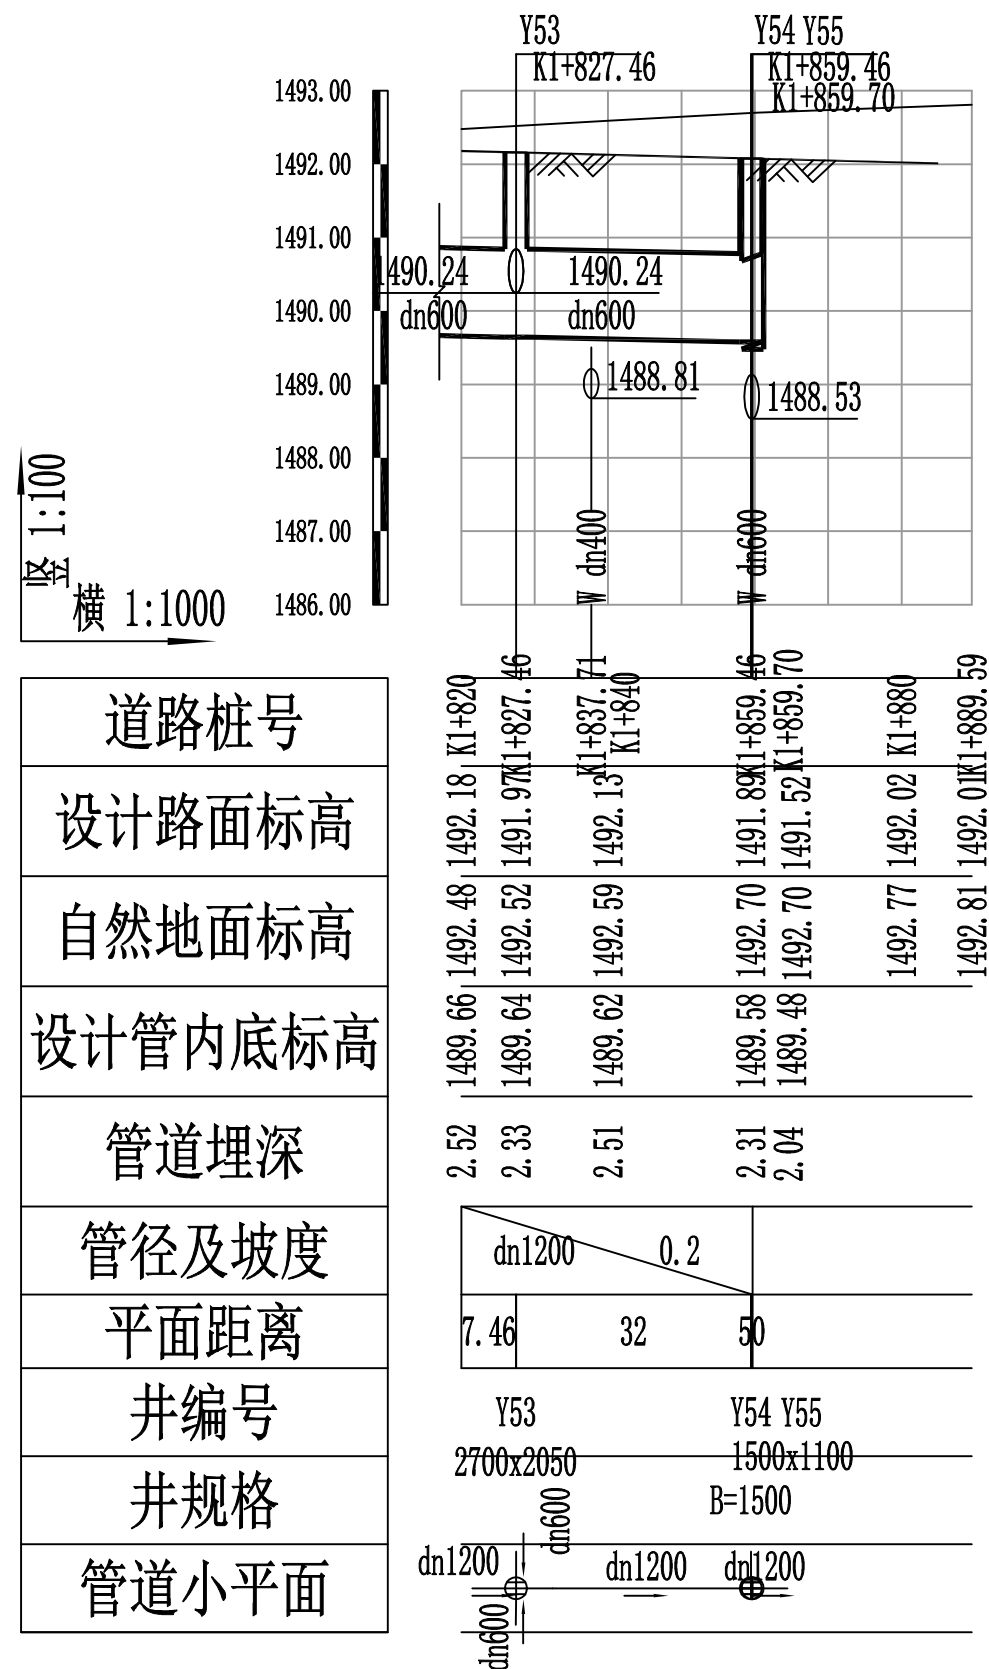 Y53
K1+827.46
Y54 Y55
K1+859.46
K1+859.70
1493.00
1492.00
1491.00
1490.00
1489.00
1488.00
1487.00
1486.00
1490.24
dn600
1490.24
dn600
1488.81
1488.53
W dn400
W dn600
竖 1:100
横 1:1000
道路桩号
K1+820
K1+827.46
K1+837.71
K1+840
K1+859.46
K1+859.70
K1+880
K1+889.59
设计路面标高
1492.18
1491.97
1492.13
1491.89
1491.52
1492.02
1492.01
自然地面标高
1492.48
1492.52
1492.59
1492.70
1492.70
1492.77
1492.81
设计管内底标高
1489.66
1489.64
1489.62
1489.58
1489.48
管道埋深
2.52
2.33
2.51
2.31
2.04
管径及坡度
dn1200
0.2
平面距离
7.46
32
50
井编号
Y53
Y54 Y55
井规格
2700x2050
1500x1100
B=1500
管道小平面
dn1200
dn600
dn600
dn1200
dn1200